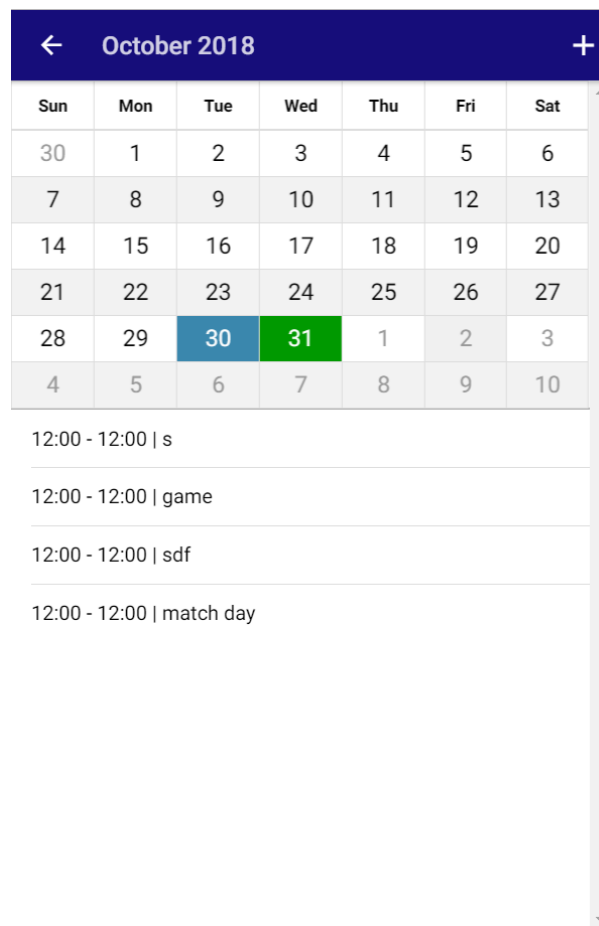 October 2018
Sun Mon Tue Wed Thu Fri Sat
30 1 2 3 4 5 6
7 8 9 10 11 12 13
14 15 16 17 18 19 20
21 22 23 24 25 26 27
28 29 30 31 1 2 3
4 5 6 7 8 9 10
12:00 - 12:00 | s
12:00 - 12:00 | game
12:00 - 12:00 | sdf
12:00 - 12:00 | match day